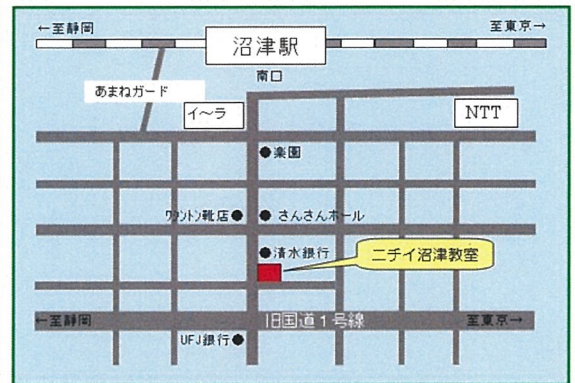 ←至静岡
至東京→
沼津駅
南口
あまねガード
イ～ラ
NTT
●楽園
ワシントン靴店●
●さんさんホール
●清水銀行
ニチイ沼津教室
←至静岡
旧国道１号線
至東京→
UFJ銀行●